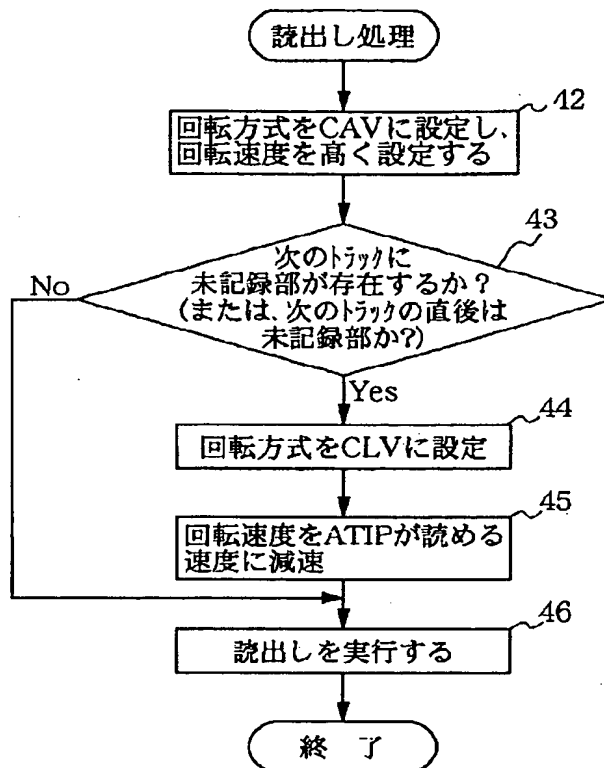 読出し処理
42
回転方式をCAVに設定し、
回転速度を高く設定する
43
次のトラックに
未記録部が存在するか?
(または、次のトラックの直後は
未記録部か?)
No
Yes
44
回転方式をCLVに設定
45
回転速度をATIPが読める
速度に減速
46
読出しを実行する
終 了